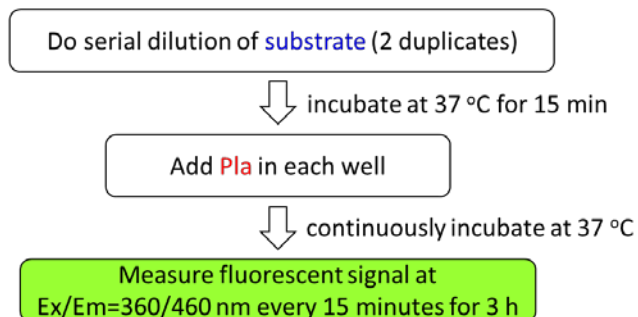 Do serial dilution of substrate (2 duplicates)
incubate at 37 °C for 15 min
Add Pla in each well
continuously incubate at 37 °C
Measure fluorescent signal at
Ex/Em=360/460 nm every 15 minutes for 3 h